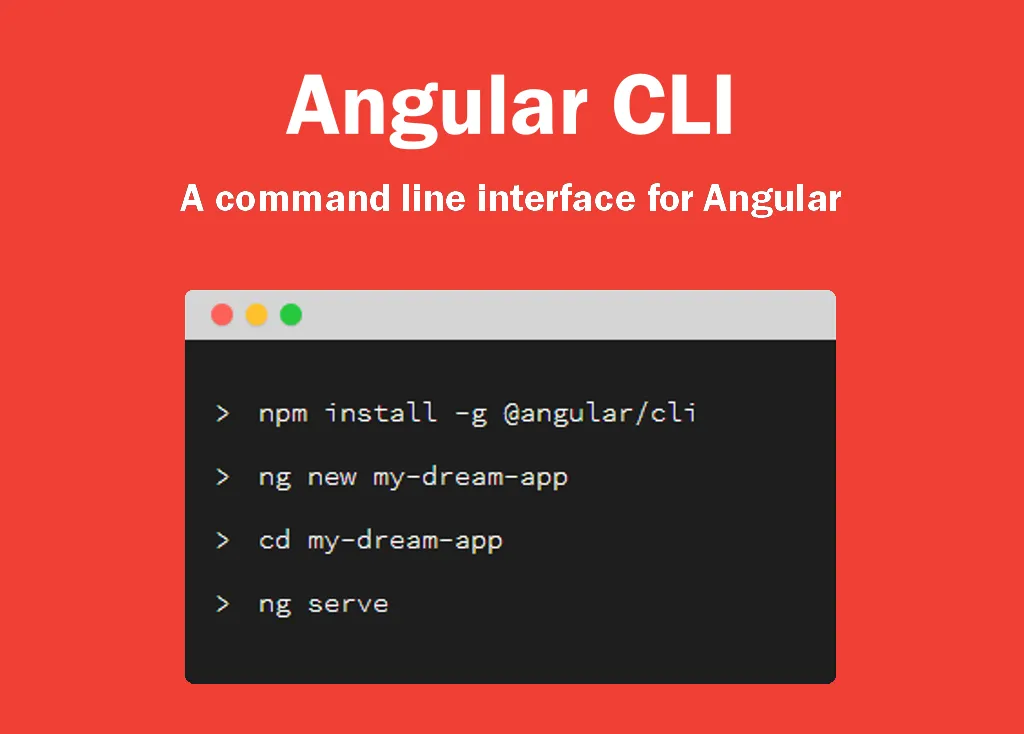 Angular CLI
A command line interface for Angular
> npm install -g @angular/cli
> ng new my-dream-app
> cd my-dream-app
> ng serve